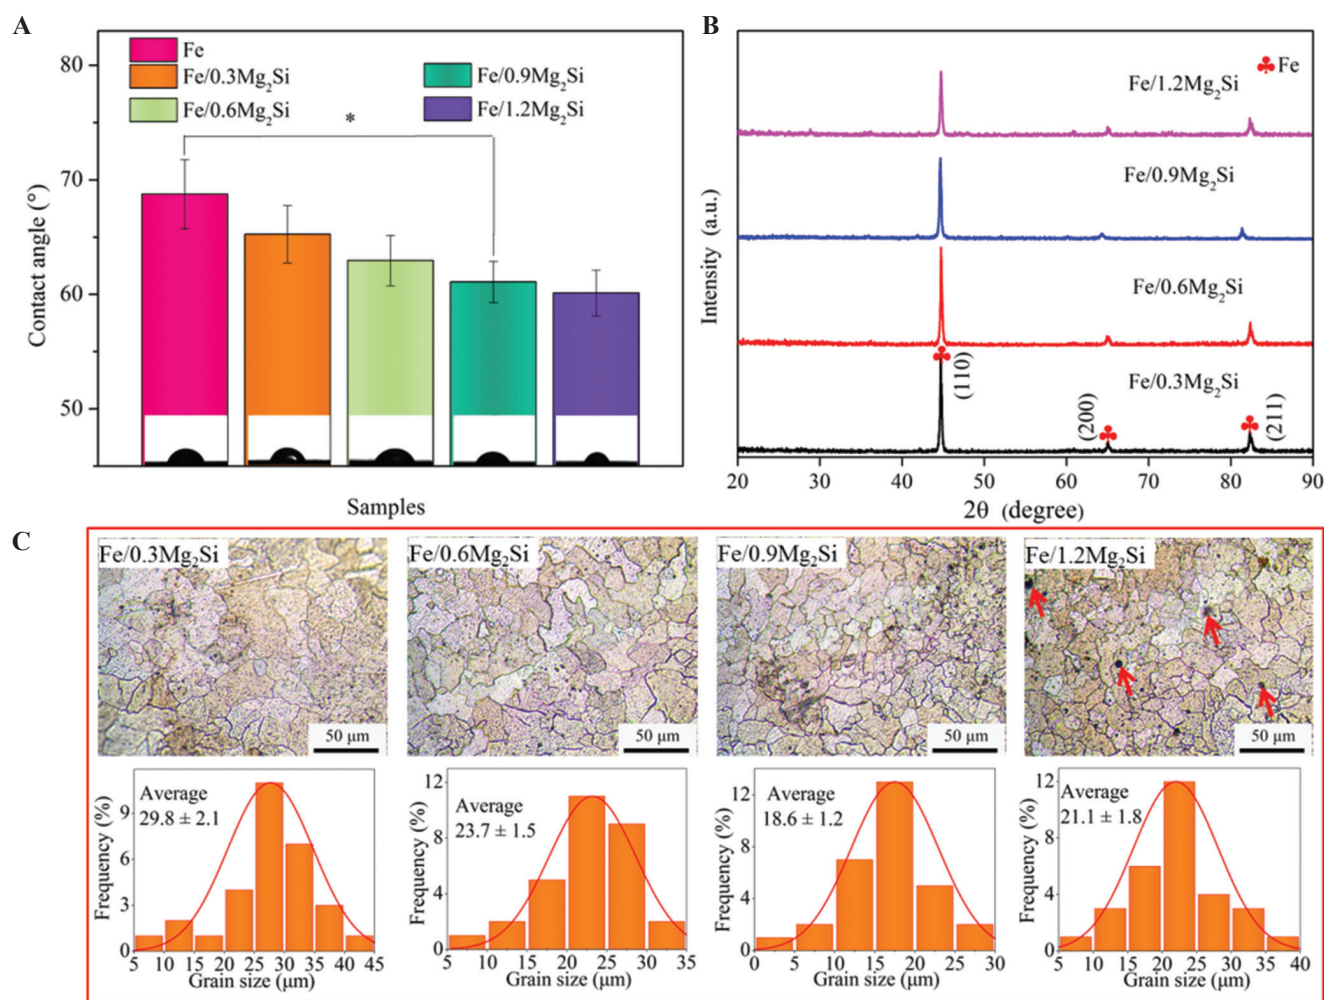 A
Fe
Fe/0.3Mg₂Si
Fe/0.6Mg₂Si
Fe/0.9Mg₂Si
Fe/1.2Mg₂Si
*
80
70
60
50
Contact angle (°)
Samples
B
♣Fe
Fe/1.2Mg₂Si
Fe/0.9Mg₂Si
Fe/0.6Mg₂Si
Fe/0.3Mg₂Si
(110)
(200)
(211)
Intensity (a.u.)
20 30 40 50 60 70 80 90
2θ (degree)
C
Fe/0.3Mg₂Si
50 μm
Fe/0.6Mg₂Si
50 μm
Fe/0.9Mg₂Si
50 μm
Fe/1.2Mg₂Si
50 μm
Average
29.8 ± 2.1
Frequency (%)
9
6
3
0
5 10 15 20 25 30 35 40 45
Grain size (μm)
Average
23.7 ± 1.5
Frequency (%)
12
8
4
0
5 10 15 20 25 30 35
Grain size (μm)
Average
18.6 ± 1.2
Frequency (%)
12
8
4
0
0 5 10 15 20 25 30
Grain size (μm)
Average
21.1 ± 1.8
Frequency (%)
12
8
4
0
5 10 15 20 25 30 35 40
Grain size (μm)